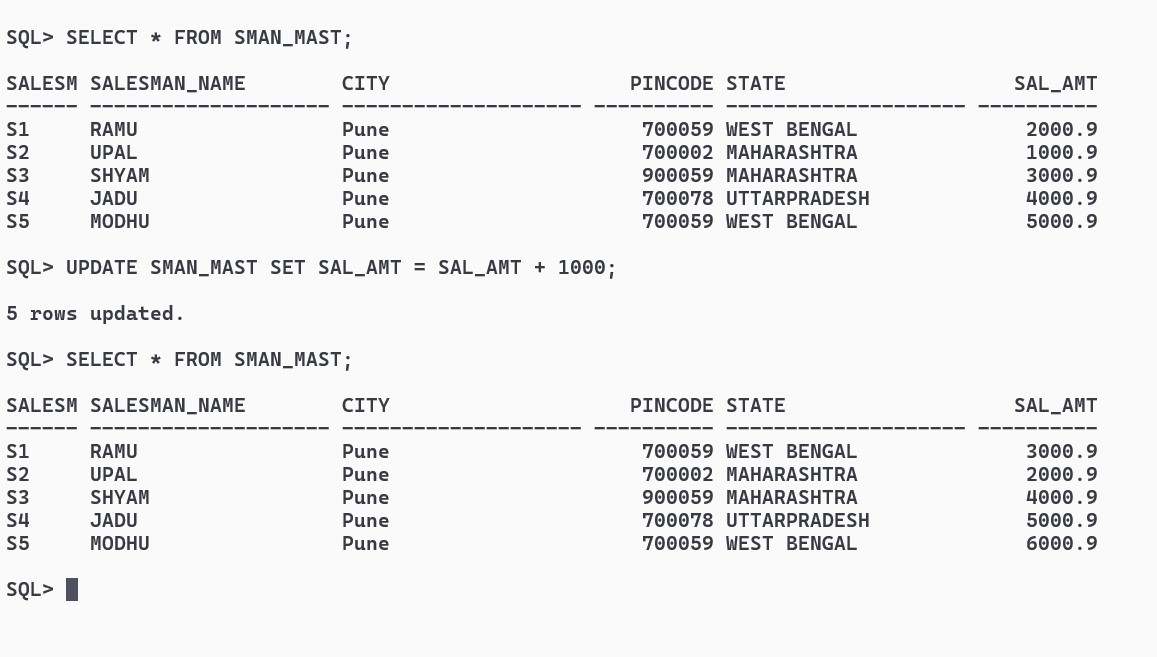 SQL> SELECT * FROM SMAN_MAST;
SALESM SALESMAN_NAME        CITY                    PINCODE STATE                   SAL_AMT
------ -------------------- -------------------- ---------- -------------------- ----------
S1     RAMU                 Pune                     700059 WEST BENGAL              2000.9
S2     UPAL                 Pune                     700002 MAHARASHTRA              1000.9
S3     SHYAM                Pune                     900059 MAHARASHTRA              3000.9
S4     JADU                 Pune                     700078 UTTARPRADESH             4000.9
S5     MODHU                Pune                     700059 WEST BENGAL              5000.9
SQL> UPDATE SMAN_MAST SET SAL_AMT = SAL_AMT + 1000;
5 rows updated.
SQL> SELECT * FROM SMAN_MAST;
SALESM SALESMAN_NAME        CITY                    PINCODE STATE                   SAL_AMT
------ -------------------- -------------------- ---------- -------------------- ----------
S1     RAMU                 Pune                     700059 WEST BENGAL              3000.9
S2     UPAL                 Pune                     700002 MAHARASHTRA              2000.9
S3     SHYAM                Pune                     900059 MAHARASHTRA              4000.9
S4     JADU                 Pune                     700078 UTTARPRADESH             5000.9
S5     MODHU                Pune                     700059 WEST BENGAL              6000.9
SQL>